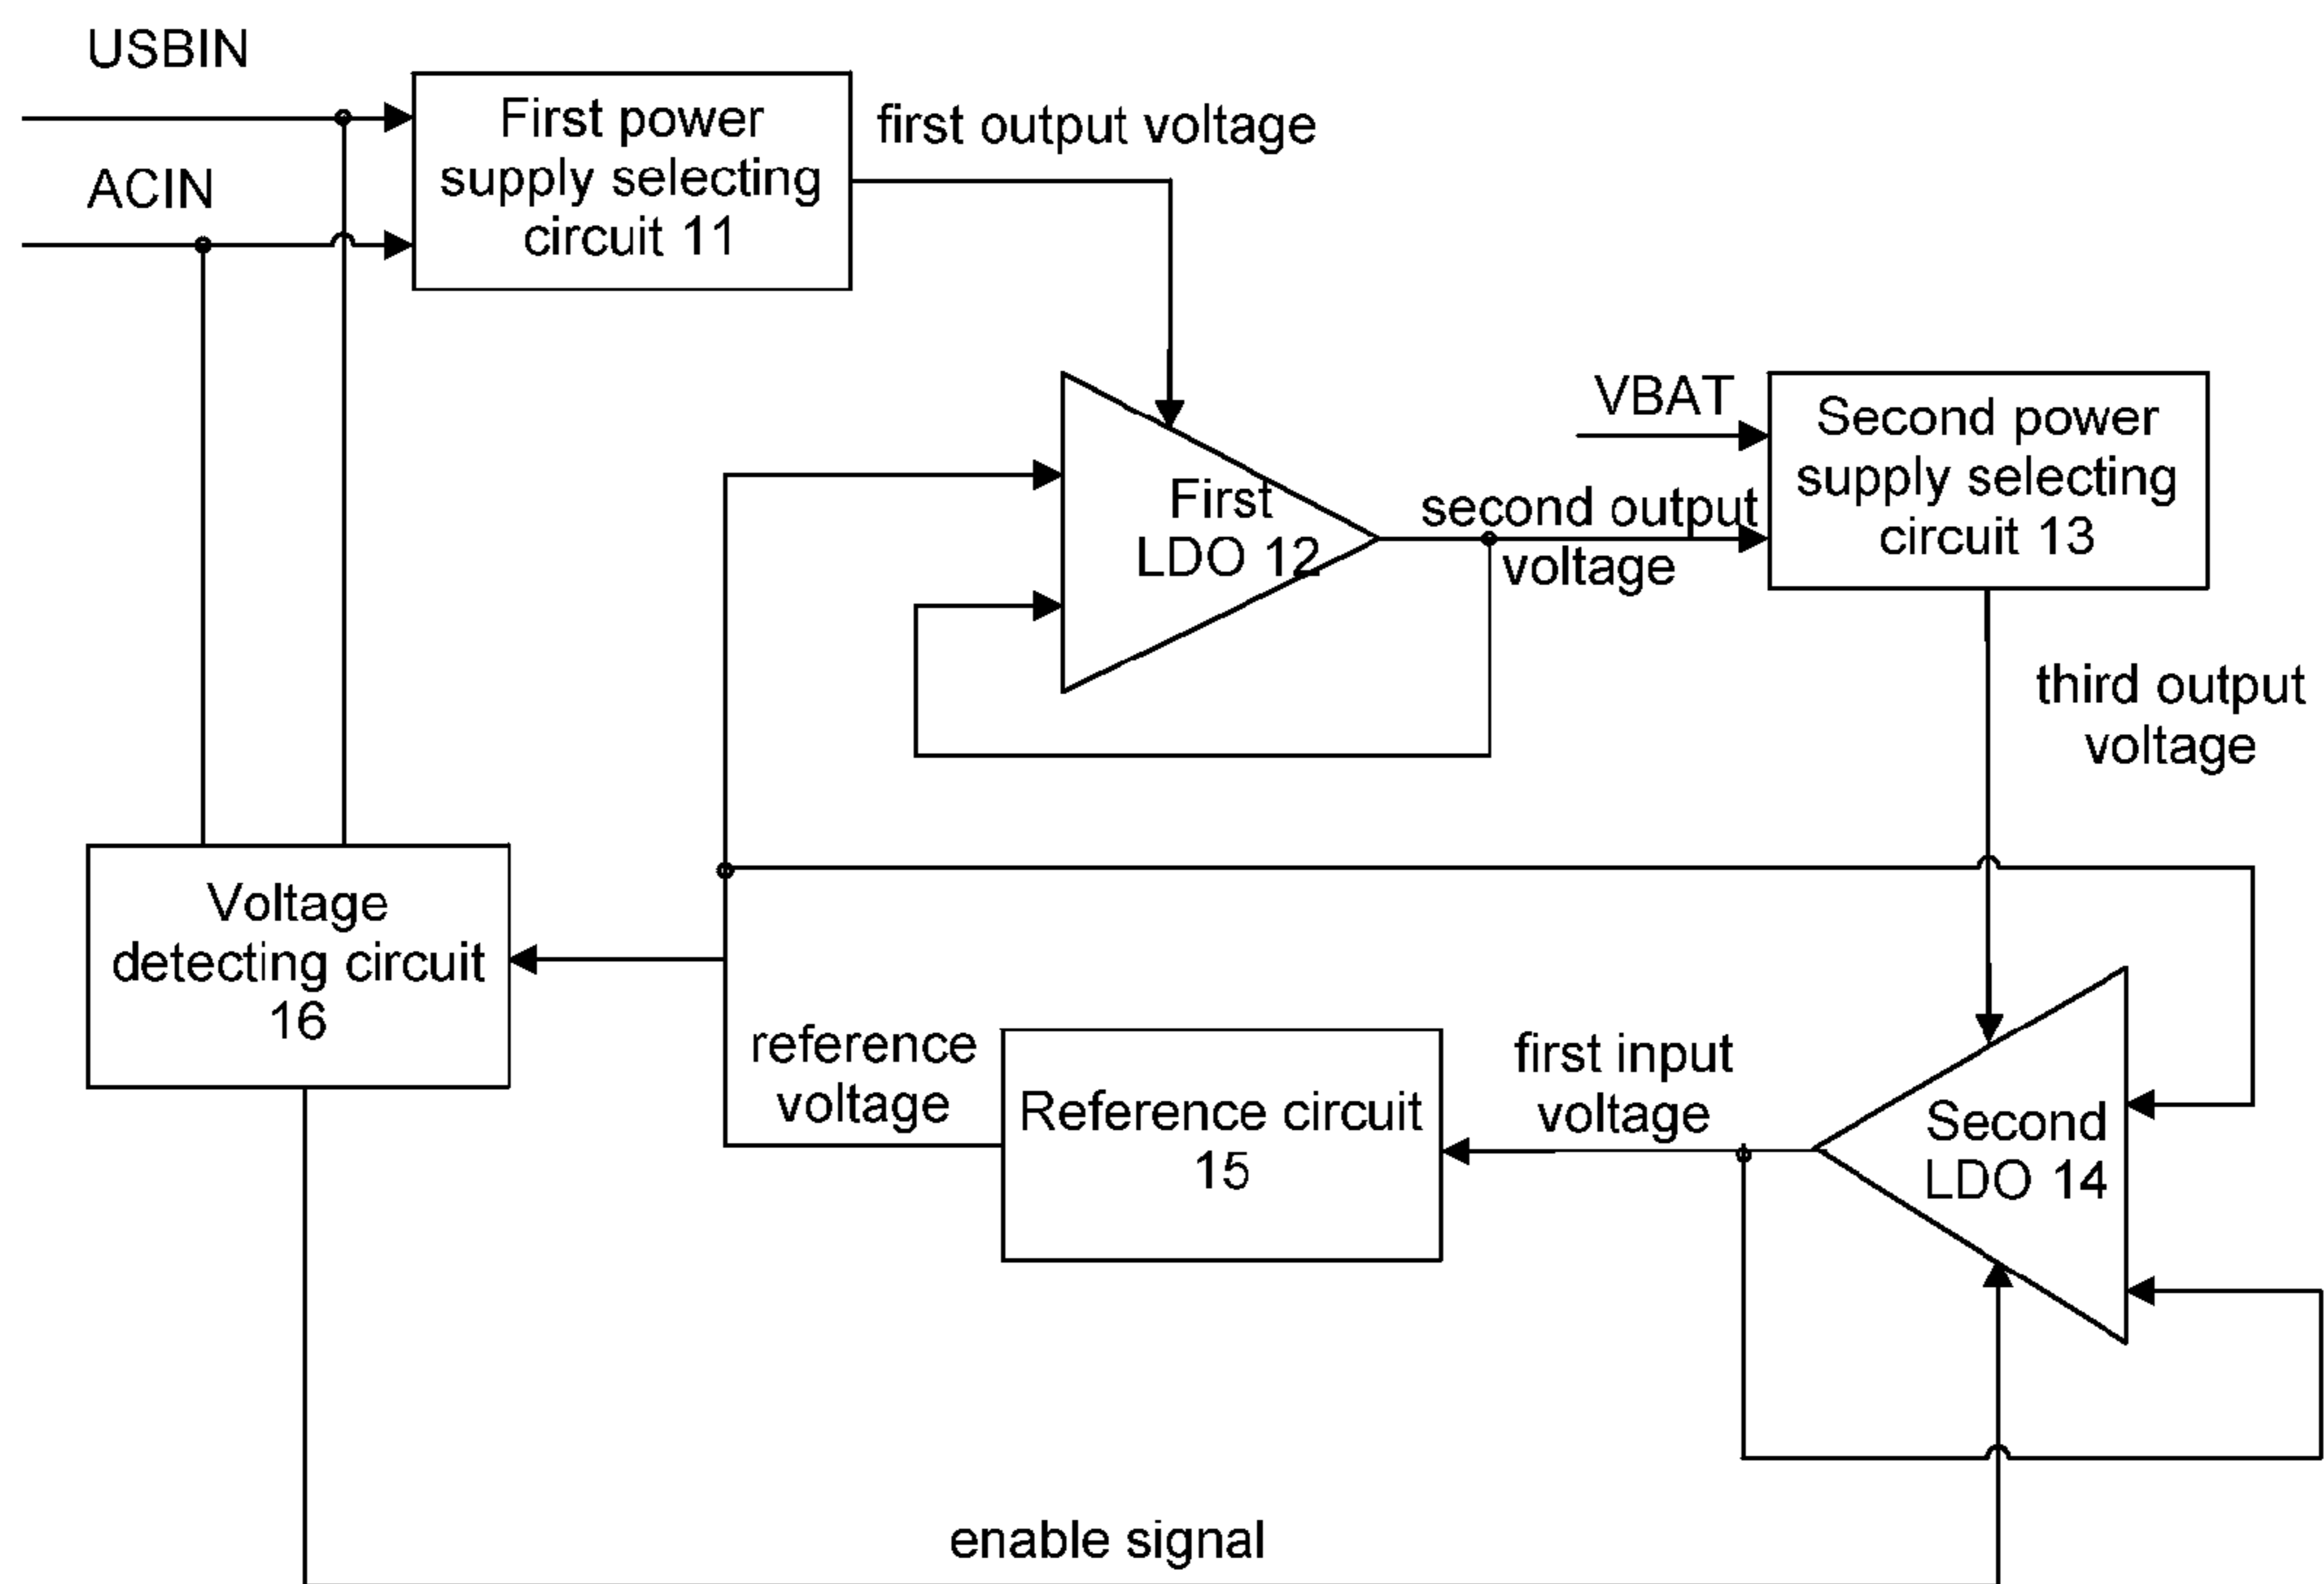 USBIN
ACIN
First power
supply selecting
circuit 11
first output voltage
First
LDO 12
second output
voltage
VBAT
Second power
supply selecting
circuit 13
third output
voltage
Voltage
detecting circuit
16
reference
voltage
Reference circuit
15
first input
voltage
Second
LDO 14
enable signal